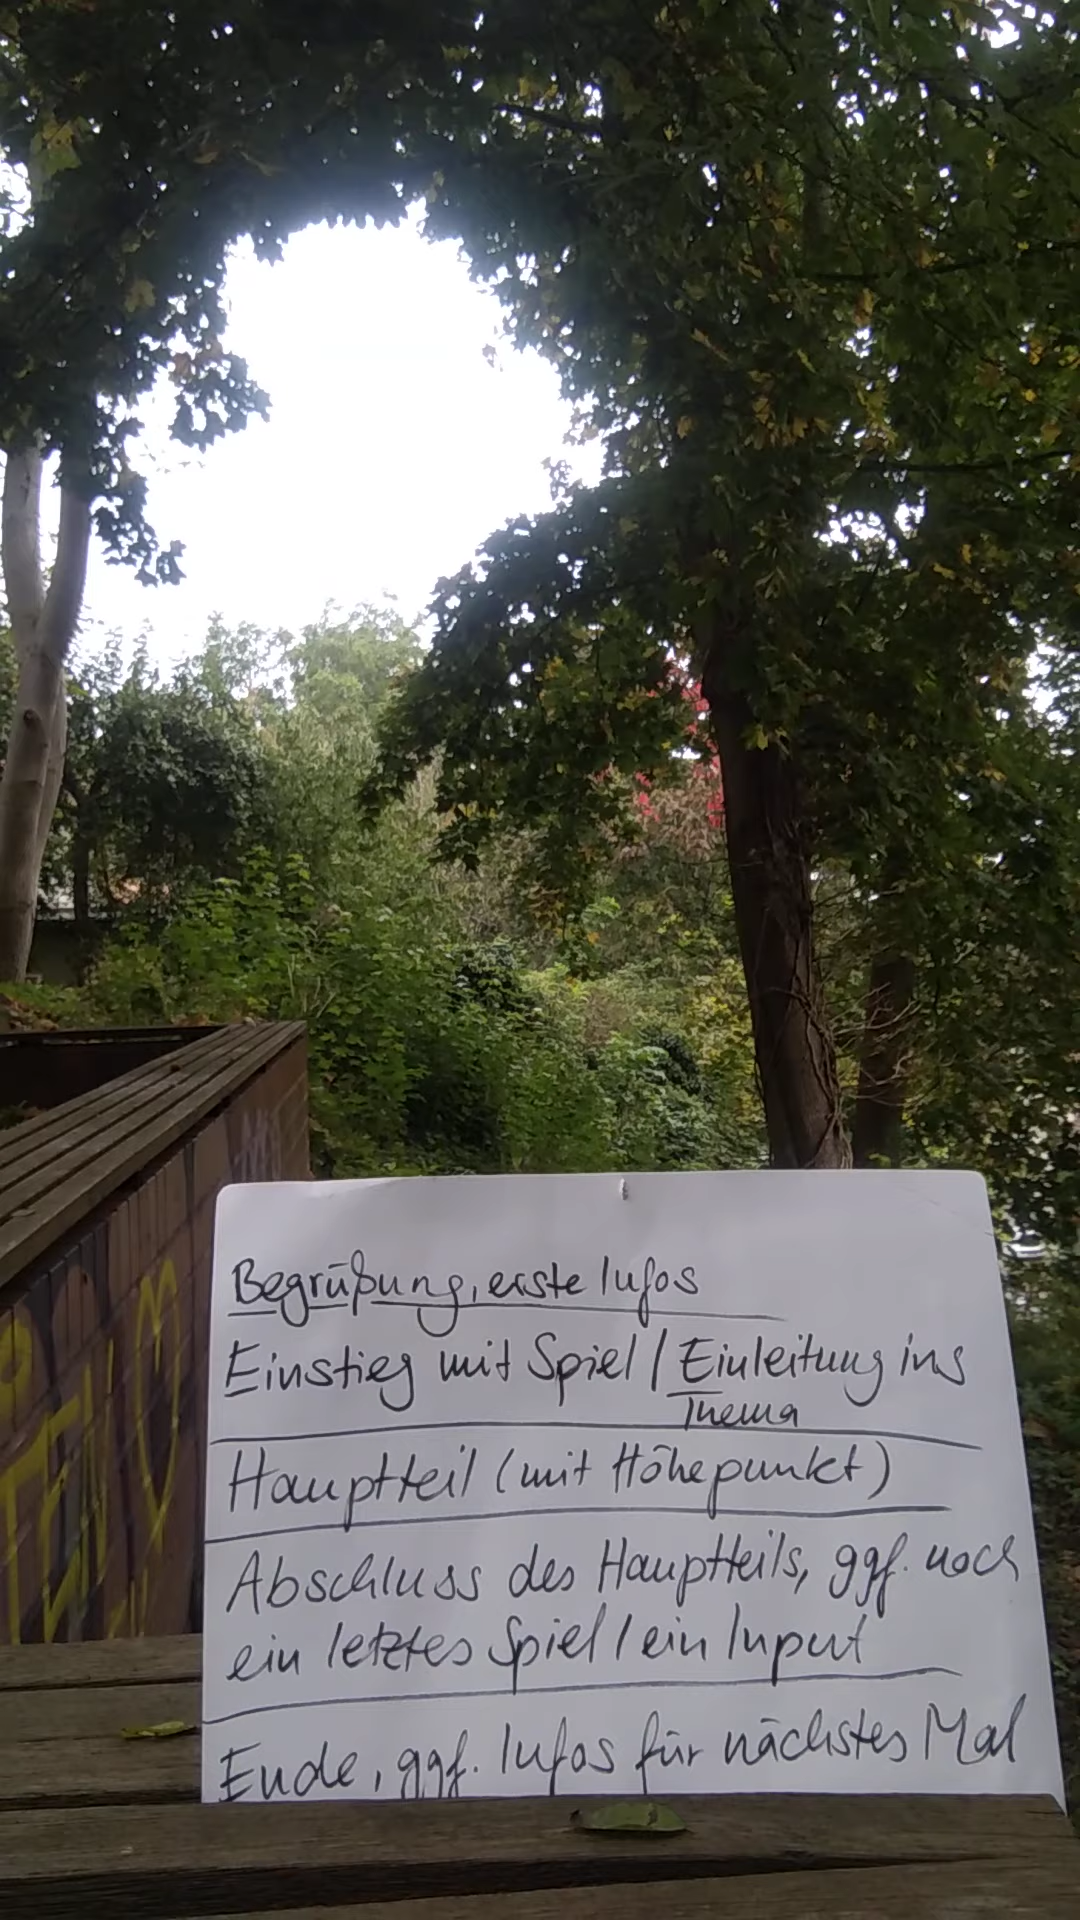 Begrüßung, erste Infos
Einstieg mit Spiel / Einleitung ins
Thema
Hauptteil (mit Höhepunkt)
Abschluss des Hauptteils, ggf. noch
ein letztes Spiel / ein Input
Ende, ggf. Infos für nächstes Mal